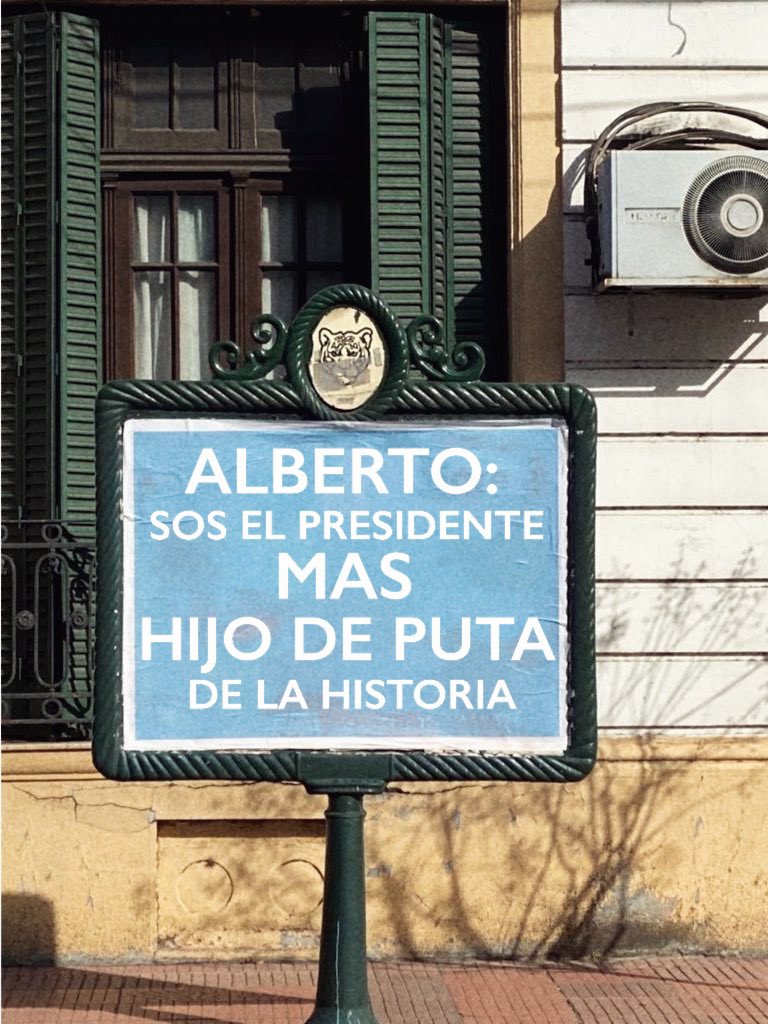 ALBERTO:
SOS EL PRESIDENTE
MAS
HIJO DE PUTA
DE LA HISTORIA